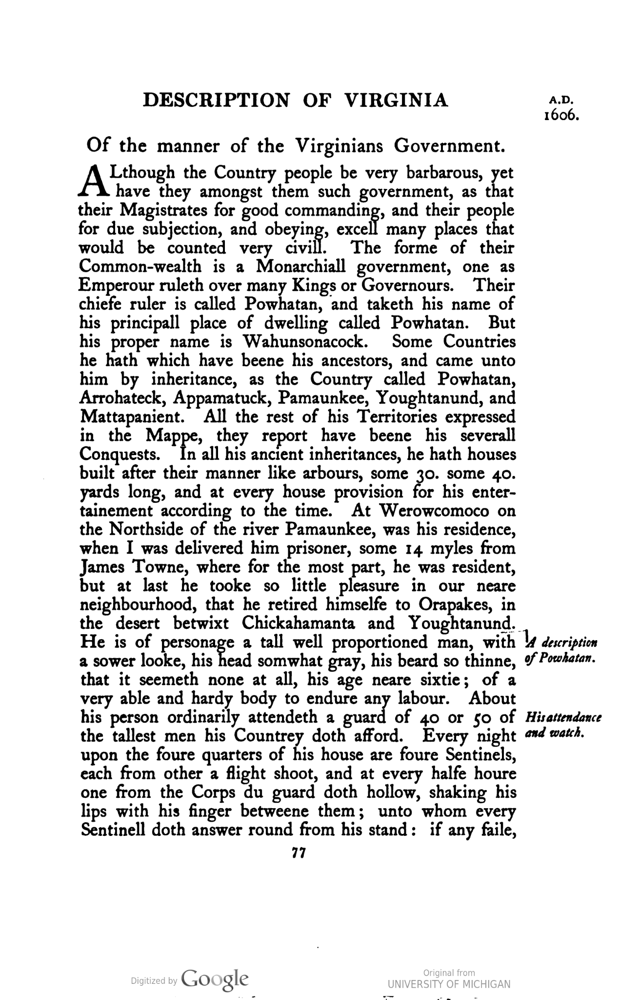 DESCRIPTION OF VIRGINIA
A.D.
1606.
Of the manner of the Virginians Government.
ALthough the Country people be very barbarous, yet
have they amongst them such government, as that
their Magistrates for good commanding, and their people
for due subjection, and obeying, excell many places that
would be counted very civill. The forme of their
Common-wealth is a Monarchiall government, one as
Emperour ruleth over many Kings or Governours. Their
chiefe ruler is called Powhatan, and taketh his name of
his principall place of dwelling called Powhatan. But
his proper name is Wahunsonacock. Some Countries
he hath which have beene his ancestors, and came unto
him by inheritance, as the Country called Powhatan,
Arrohateck, Appamatuck, Pamaunkee, Youghtanund, and
Mattapanient. All the rest of his Territories expressed
in the Mappe, they report have beene his severall
Conquests. In all his ancient inheritances, he hath houses
built after their manner like arbours, some 30. some 40.
yards long, and at every house provision for his enter-
tainement according to the time. At Werowcomoco on
the Northside of the river Pamaunkee, was his residence,
when I was delivered him prisoner, some 14 myles from
James Towne, where for the most part, he was resident,
but at last he tooke so little pleasure in our neare
neighbourhood, that he retired himselfe to Orapakes, in
the desert betwixt Chickahamanta and Youghtanund.
He is of personage a tall well proportioned man, with
A description
a sower looke, his head somwhat gray, his beard so thinne,
of Powhatan.
that it seemeth none at all, his age neare sixtie; of a
very able and hardy body to endure any labour. About
his person ordinarily attendeth a guard of 40 or 50 of
His attendance
the tallest men his Countrey doth afford. Every night
and watch.
upon the foure quarters of his house are foure Sentinels,
each from other a flight shoot, and at every halfe houre
one from the Corps du guard doth hollow, shaking his
lips with his finger betweene them; unto whom every
Sentinell doth answer round from his stand: if any faile,
77
Digitized by Google
Original from
UNIVERSITY OF MICHIGAN